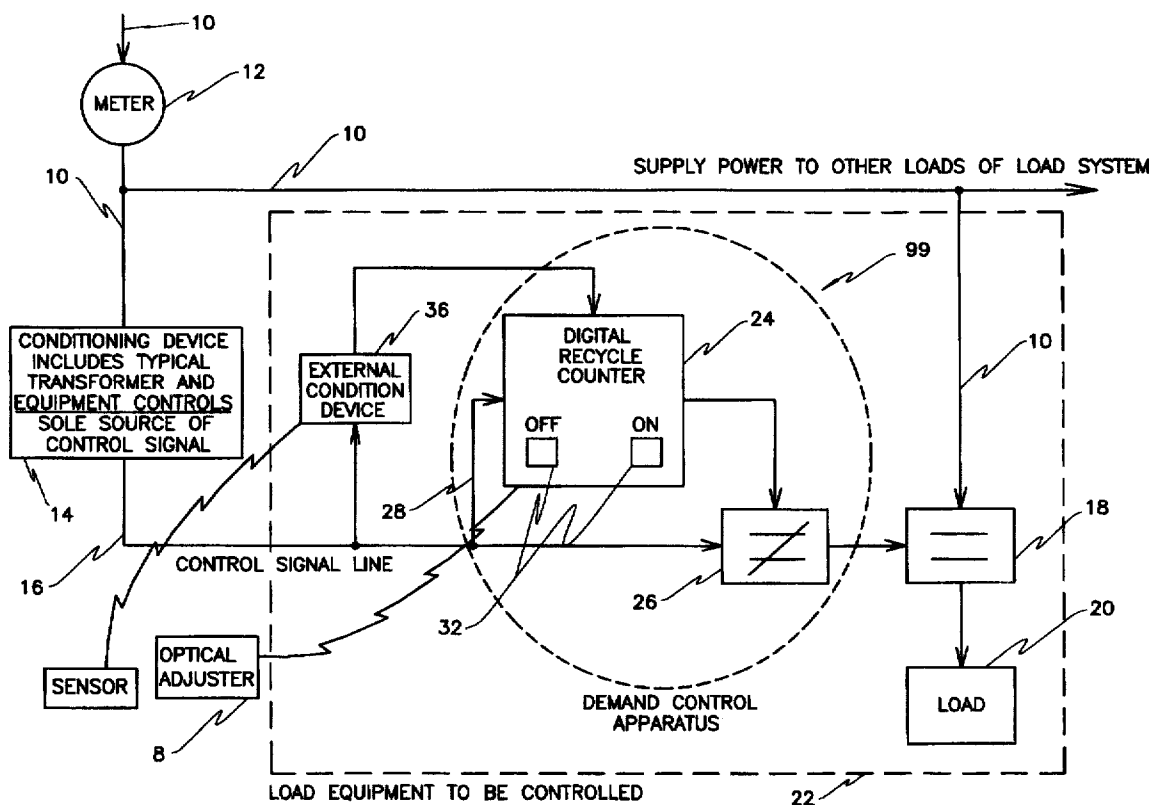 10
METER
12
10
10
SUPPLY POWER TO OTHER LOADS OF LOAD SYSTEM
99
CONDITIONING DEVICE
INCLUDES TYPICAL
TRANSFORMER AND
EQUIPMENT CONTROLS
SOLE SOURCE OF
CONTROL SIGNAL
14
36
EXTERNAL
CONDITION
DEVICE
DIGITAL
RECYCLE
COUNTER
OFF
ON
24
10
28
16
CONTROL SIGNAL LINE
32
26
18
20
LOAD
SENSOR
OPTICAL
ADJUSTER
8
DEMAND CONTROL
APPARATUS
LOAD EQUIPMENT TO BE CONTROLLED
22